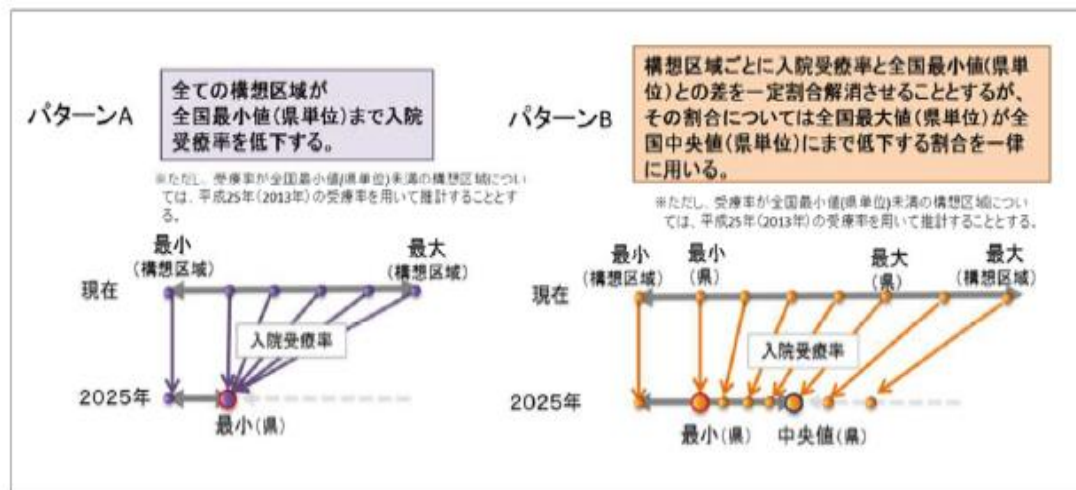 パターンA
全ての構想区域が
全国最小値(県単位)まで入院
受療率を低下する。
※ただし、受療率が全国最小値(県単位)未満の構想区域につい
ては、平成25年(2013年)の受療率を用いて推計することとす
る。
最小
(構想区域)
最大
(構想区域)
現在
入院受療率
2025年
最小(県)
パターンB
構想区域ごとに入院受療率と全国最小値(県単
位)との差を一定割合解消させることとするが、
その割合については全国最大値(県単位)が全
国中央値(県単位)にまで低下する割合を一律
に用いる。
※ただし、受療率が全国最小値(県単位)未満の構想区域につい
ては、平成25年(2013年)の受療率を用いて推計することとする。
最小
(構想区域)
最小
(県)
最大
(県)
最大
(構想区域)
現在
入院受療率
2025年
最小(県)
中央値(県)